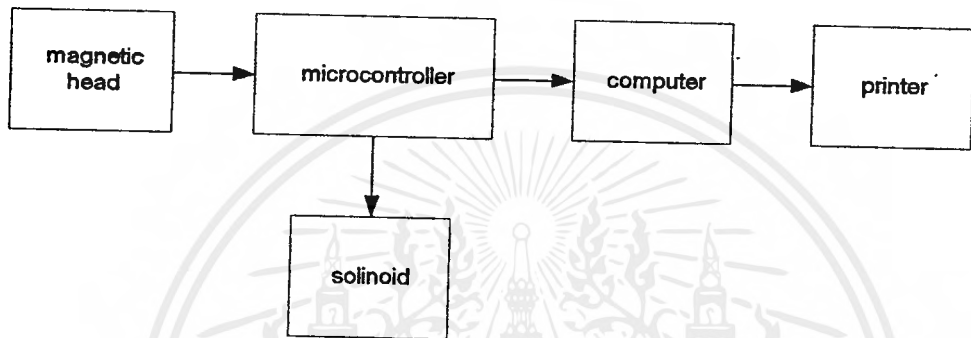 magnetic
head
microcontroller
computer
printer
solinoid